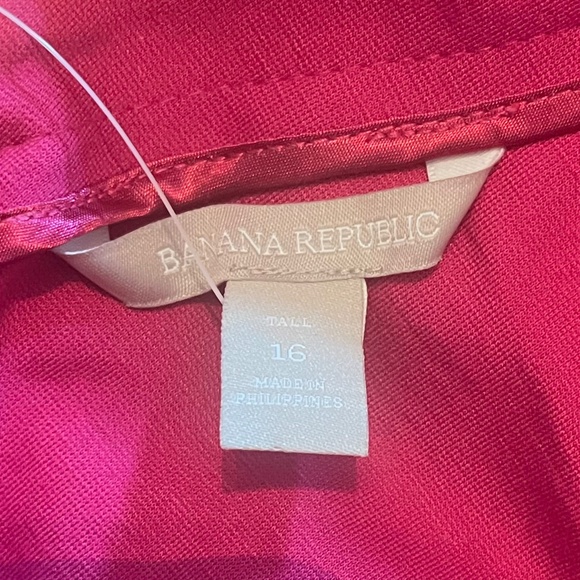 BANANA REPUBLIC
TALL
16
MADE IN
PHILIPPINES